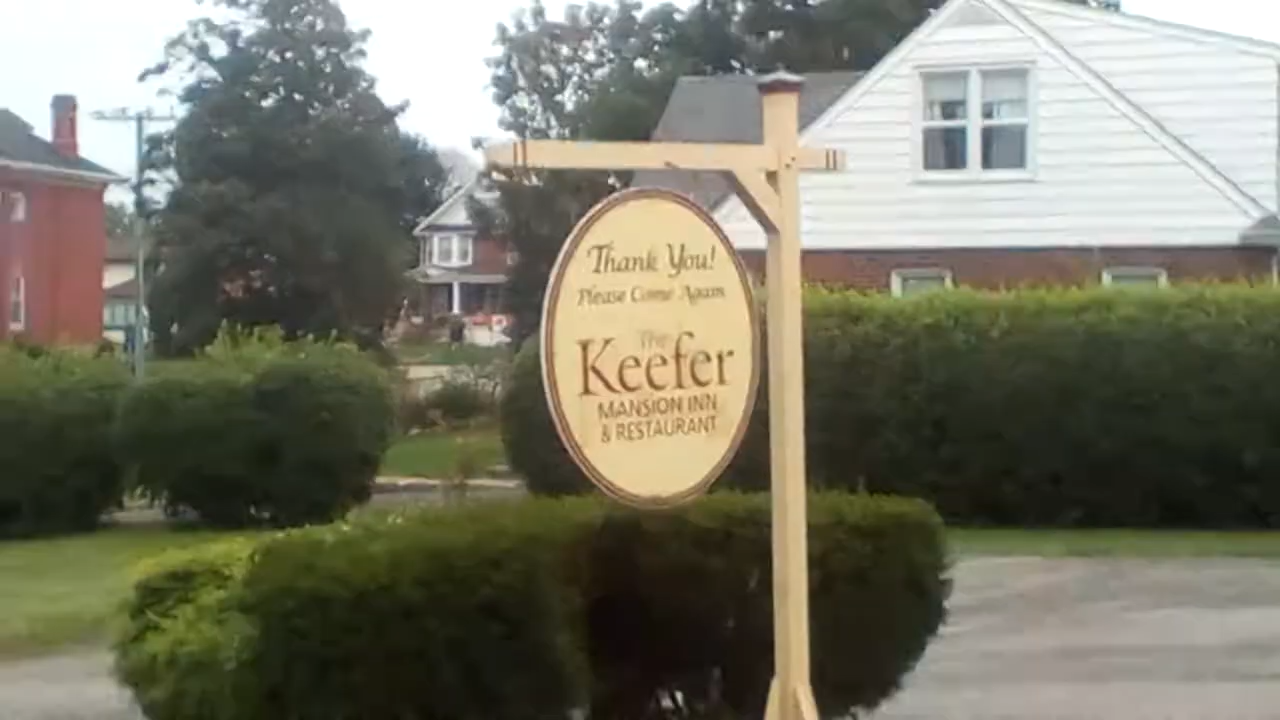 Thank You!
Please Come Again
The
Keefer
MANSION INN
& RESTAURANT